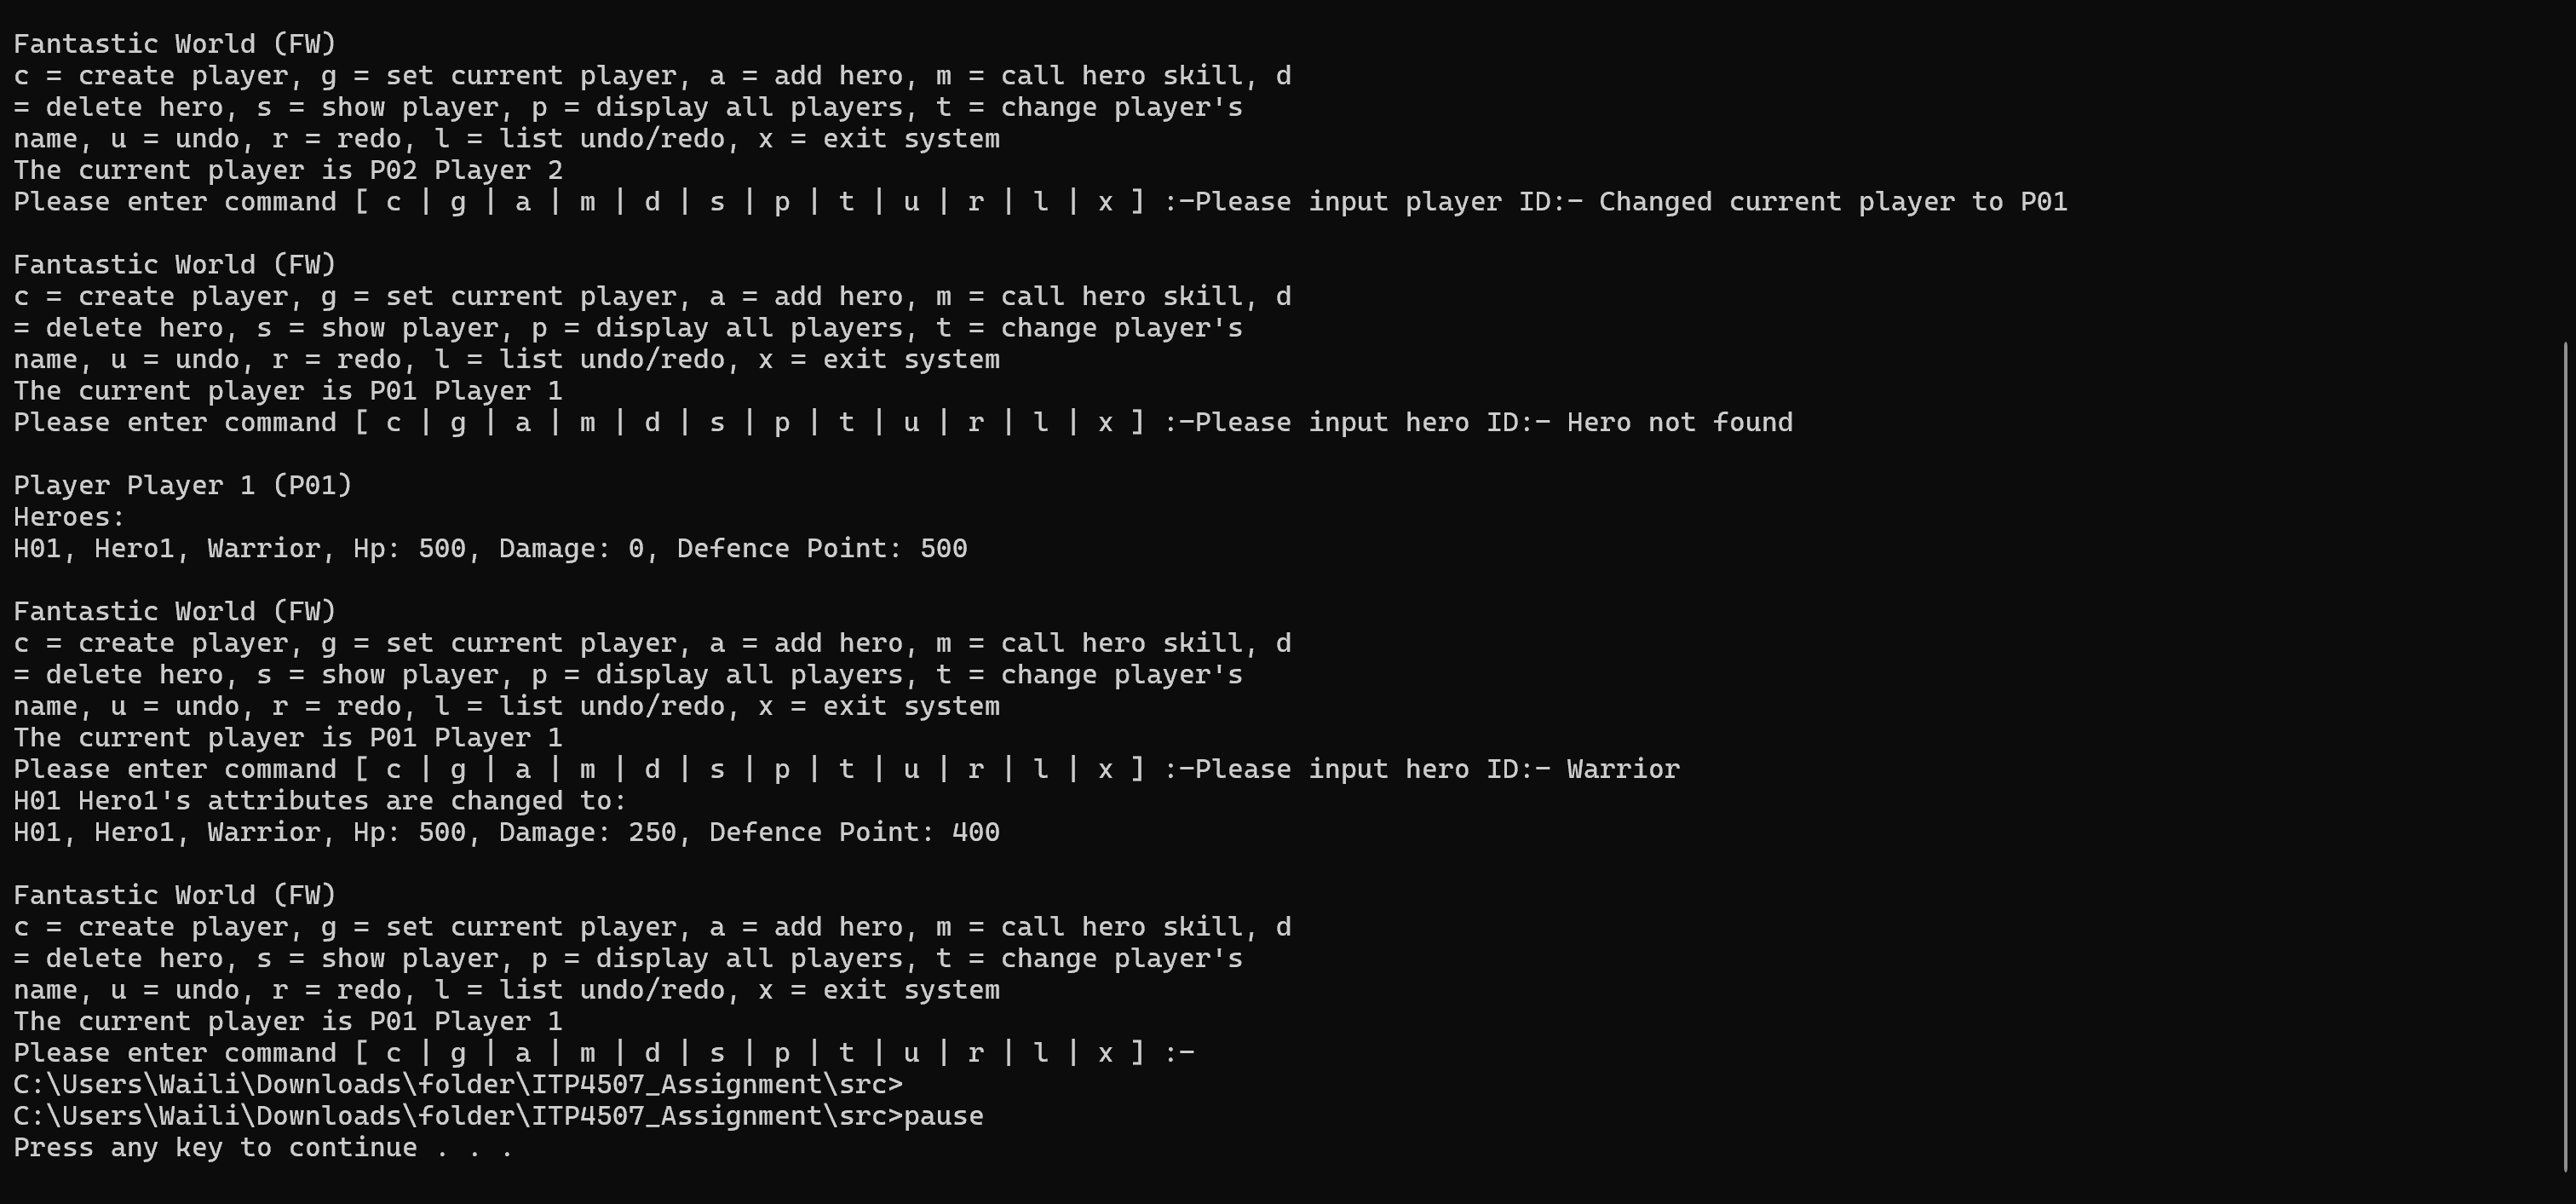 Fantastic World (FW)
c = create player, g = set current player, a = add hero, m = call hero skill, d
= delete hero, s = show player, p = display all players, t = change player's
name, u = undo, r = redo, l = list undo/redo, x = exit system
The current player is P02 Player 2
Please enter command [ c | g | a | m | d | s | p | t | u | r | l | x ] :-Please input player ID:- Changed current player to P01
Fantastic World (FW)
c = create player, g = set current player, a = add hero, m = call hero skill, d
= delete hero, s = show player, p = display all players, t = change player's
name, u = undo, r = redo, l = list undo/redo, x = exit system
The current player is P01 Player 1
Please enter command [ c | g | a | m | d | s | p | t | u | r | l | x ] :-Please input hero ID:- Hero not found
Player Player 1 (P01)
Heroes:
H01, Hero1, Warrior, Hp: 500, Damage: 0, Defence Point: 500
Fantastic World (FW)
c = create player, g = set current player, a = add hero, m = call hero skill, d
= delete hero, s = show player, p = display all players, t = change player's
name, u = undo, r = redo, l = list undo/redo, x = exit system
The current player is P01 Player 1
Please enter command [ c | g | a | m | d | s | p | t | u | r | l | x ] :-Please input hero ID:- Warrior
H01 Hero1's attributes are changed to:
H01, Hero1, Warrior, Hp: 500, Damage: 250, Defence Point: 400
Fantastic World (FW)
c = create player, g = set current player, a = add hero, m = call hero skill, d
= delete hero, s = show player, p = display all players, t = change player's
name, u = undo, r = redo, l = list undo/redo, x = exit system
The current player is P01 Player 1
Please enter command [ c | g | a | m | d | s | p | t | u | r | l | x ] :-
C:\Users\Waili\Downloads\folder\ITP4507_Assignment\src>
C:\Users\Waili\Downloads\folder\ITP4507_Assignment\src>pause
Press any key to continue . . .